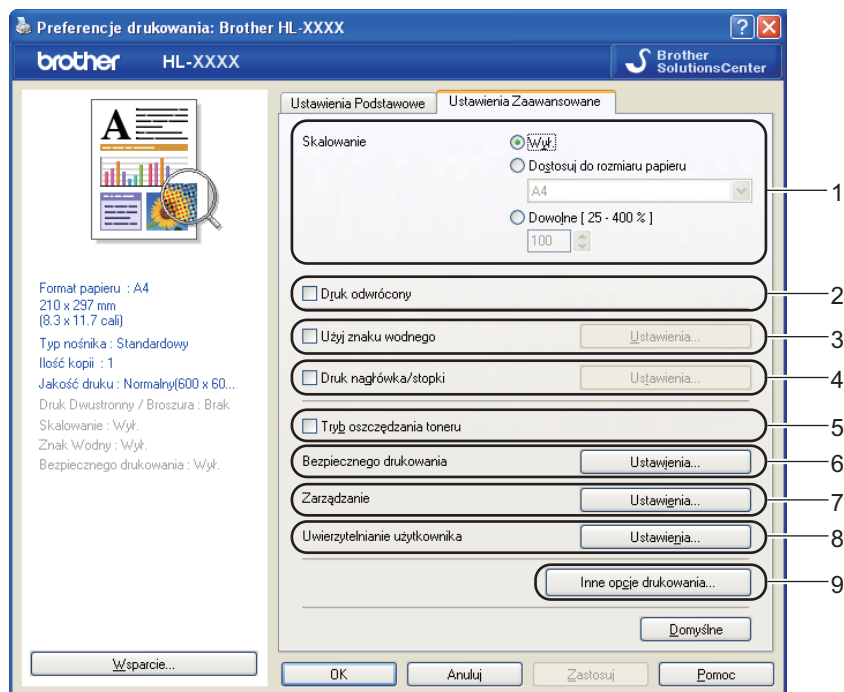 Preferencje drukowania: Brother HL-XXXX
brother HL-XXXX
Brother
SolutionsCenter
Ustawienia Podstawowe
Ustawienia Zaawansowane
A
Format papieru : A4
210 x 297 mm
(8.3 x 11.7 cali)
Typ nośnika : Standardowy
Ilość kopii : 1
Jakość druku : Normalny(600 x 60...
Druk Dwustronny / Broszura : Brak
Skalowanie : Wył.
Znak Wodny : Wył.
Bezpiecznego drukowania : Wył.
Wsparcie...
Skalowanie
Wył.
Dostosuj do rozmiaru papieru
A4
Dowolne [ 25 - 400 % ]
100
1
Druk odwrócony
2
Użyj znaku wodnego
Ustawienia...
3
Druk nagłówka/stopki
Ustawienia...
4
Tryb oszczędzania toneru
5
Bezpiecznego drukowania
Ustawienia...
6
Zarządzanie
Ustawienia...
7
Uwierzytelnianie użytkownika
Ustawienia...
8
Inne opcje drukowania...
9
Domyślne
OK
Anuluj
Zastosuj
Pomoc